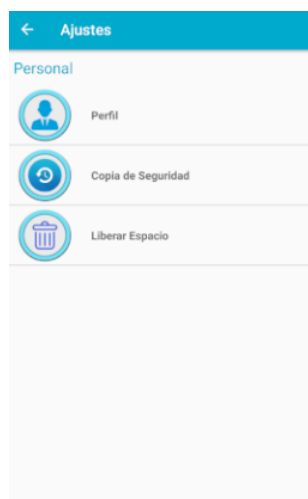 Ajustes
Personal
Perfil
Copia de Seguridad
Liberar Espacio